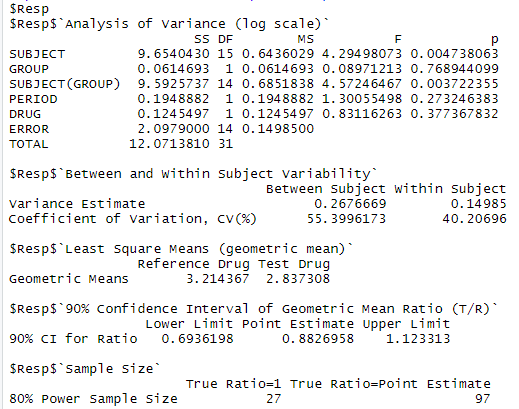 $Resp
$Resp$`Analysis of Variance (log scale)`
SS DF MS F p
SUBJECT 9.6540430 15 0.6436029 4.29498073 0.004738063
GROUP 0.0614693 1 0.0614693 0.08971213 0.768944099
SUBJECT(GROUP) 9.5925737 14 0.6851838 4.57246467 0.003722355
PERIOD 0.1948882 1 0.1948882 1.30055498 0.273246383
DRUG 0.1245497 1 0.1245497 0.83116263 0.377367832
ERROR 2.0979000 14 0.1498500
TOTAL 12.0713810 31
$Resp$`Between and Within Subject Variability`
Between Subject Within Subject
Variance Estimate 0.2676669 0.14985
Coefficient of Variation, CV(%) 55.3996173 40.20696
$Resp$`Least Square Means (geometric mean)`
Reference Drug Test Drug
Geometric Means 3.214367 2.837308
$Resp$`90% Confidence Interval of Geometric Mean Ratio (T/R)`
Lower Limit Point Estimate Upper Limit
90% CI for Ratio 0.6936198 0.8826958 1.123313
$Resp$`Sample Size`
True Ratio=1 True Ratio=Point Estimate
80% Power Sample Size 27 97